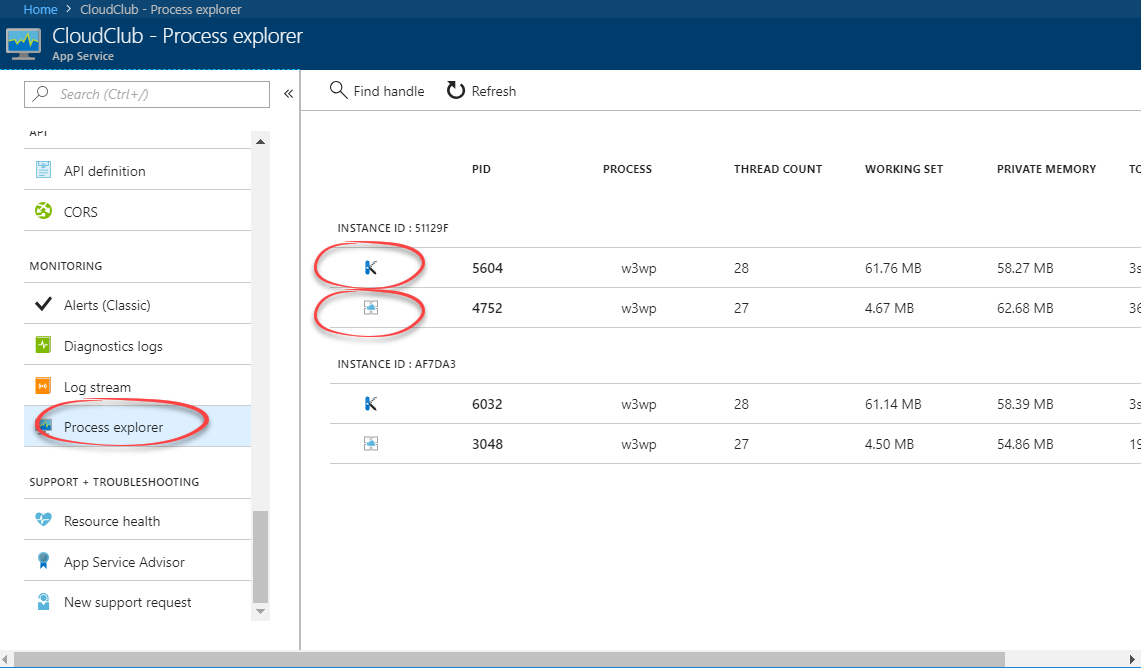 Home > CloudClub - Process explorer
CloudClub - Process explorer
App Service
Search (Ctrl+/)
«
API
API definition
CORS
MONITORING
Alerts (Classic)
Diagnostics logs
Log stream
Process explorer
SUPPORT + TROUBLESHOOTING
Resource health
App Service Advisor
New support request
Find handle Refresh
PID PROCESS THREAD COUNT WORKING SET PRIVATE MEMORY TO
INSTANCE ID : 51129F
K 5604 w3wp 28 61.76 MB 58.27 MB 3s
4752 w3wp 27 4.67 MB 62.68 MB 36
INSTANCE ID : AF7DA3
K 6032 w3wp 28 61.14 MB 58.39 MB 3s
3048 w3wp 27 4.50 MB 54.86 MB 19